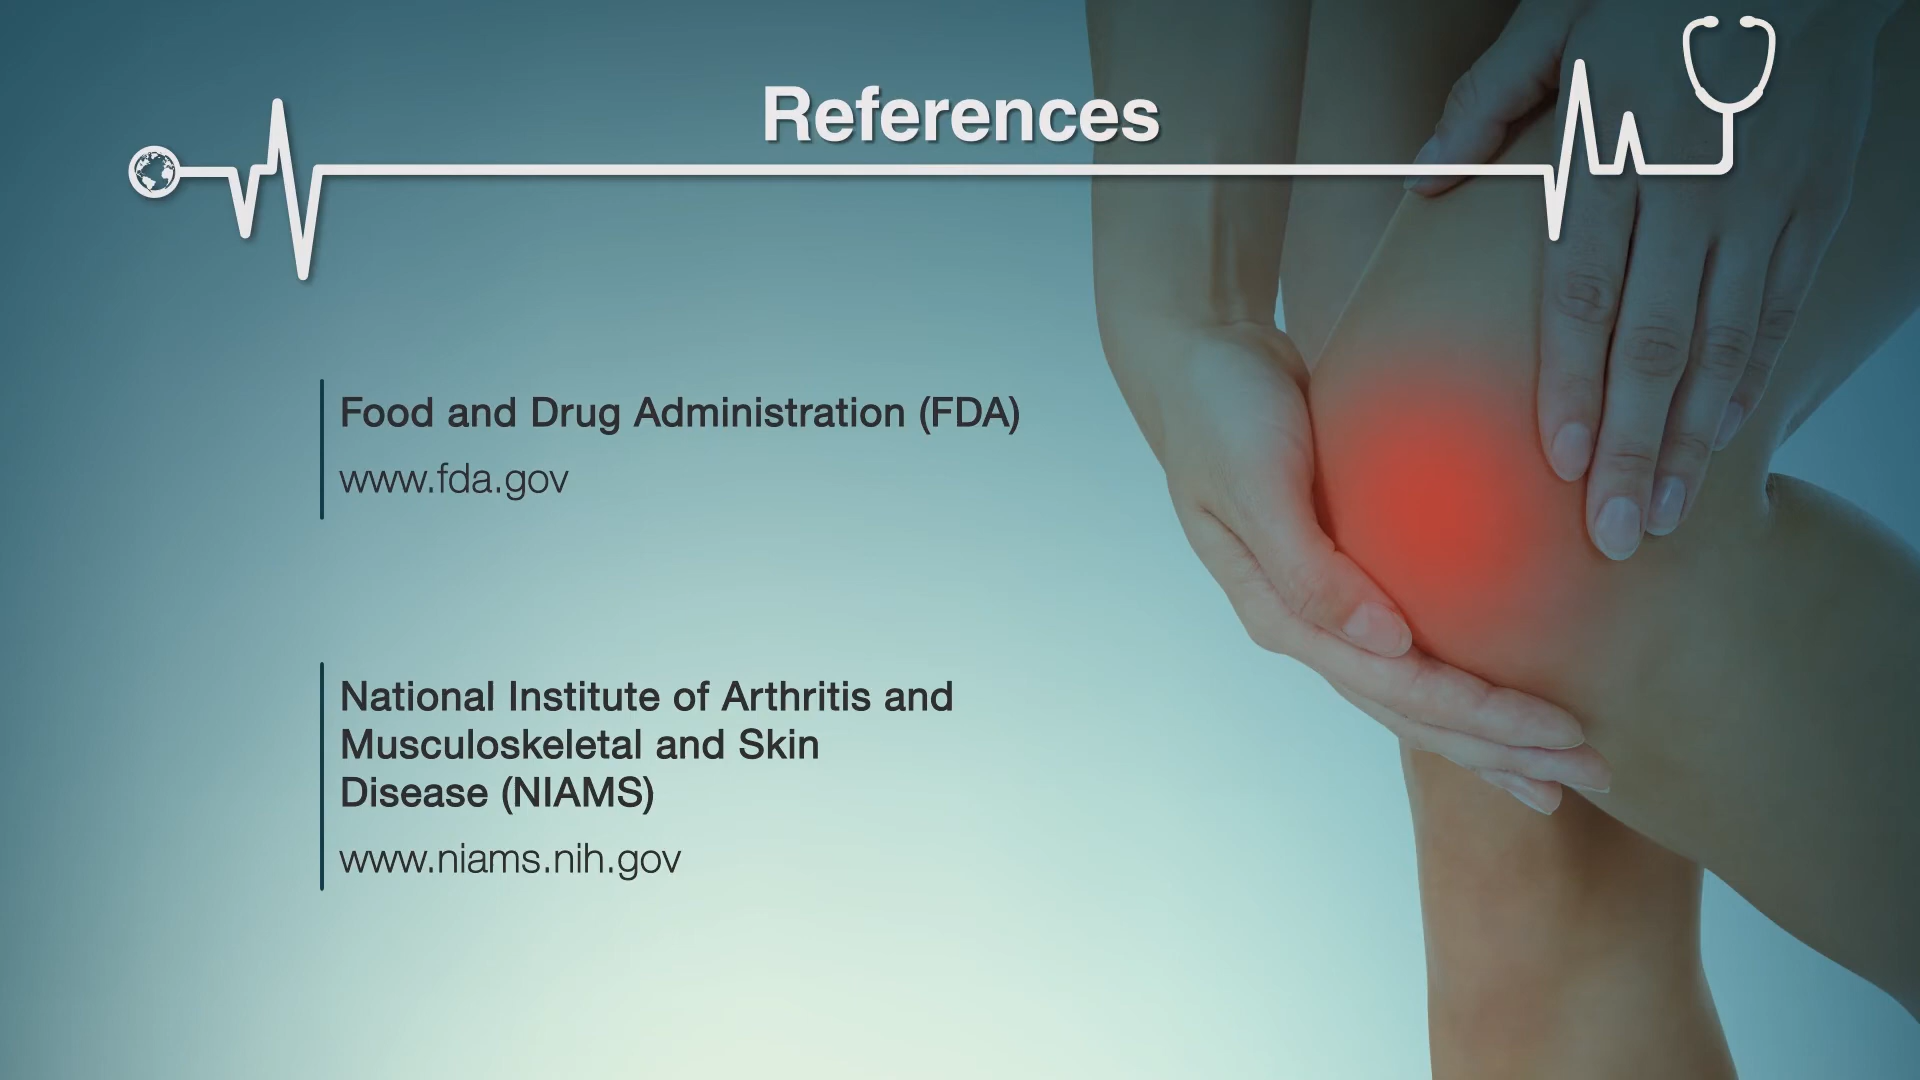 References
Food and Drug Administration (FDA)
www.fda.gov
National Institute of Arthritis and
Musculoskeletal and Skin
Disease (NIAMS)
www.niams.nih.gov